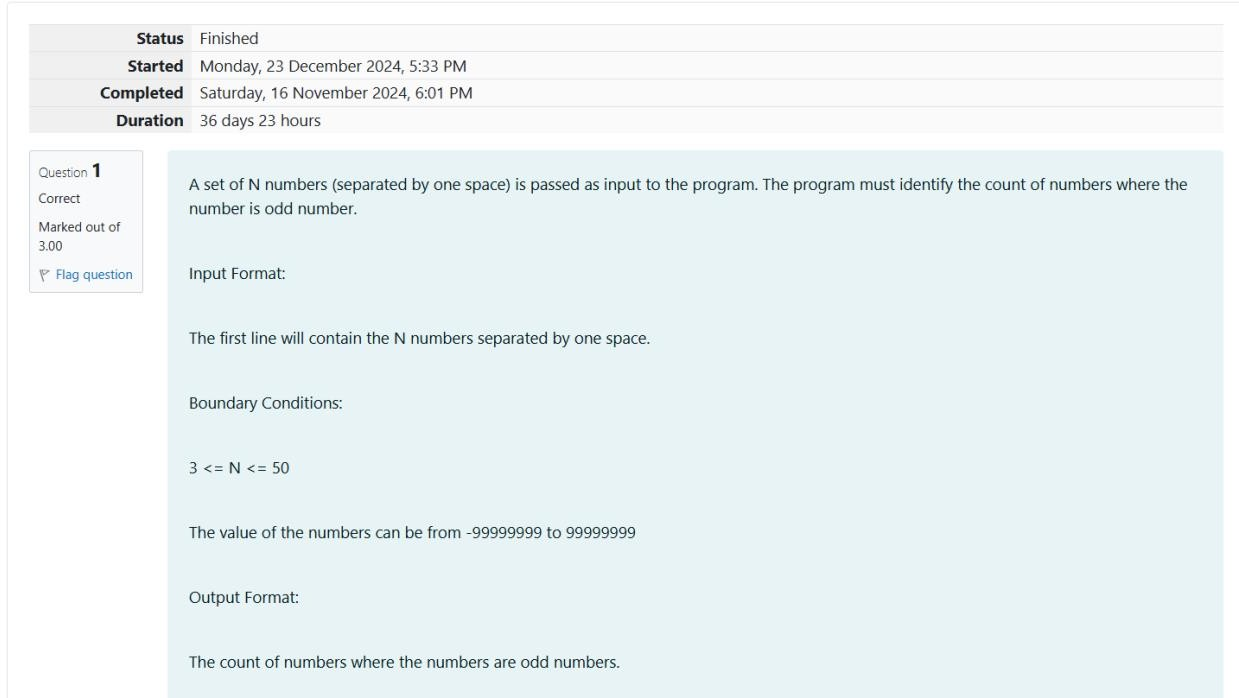 Status Finished
Started Monday, 23 December 2024, 5:33 PM
Completed Saturday, 16 November 2024, 6:01 PM
Duration 36 days 23 hours
Question 1
Correct
Marked out of
3.00
Flag question
A set of N numbers (separated by one space) is passed as input to the program. The program must identify the count of numbers where the
number is odd number.
Input Format:
The first line will contain the N numbers separated by one space.
Boundary Conditions:
3 <= N <= 50
The value of the numbers can be from -99999999 to 99999999
Output Format:
The count of numbers where the numbers are odd numbers.